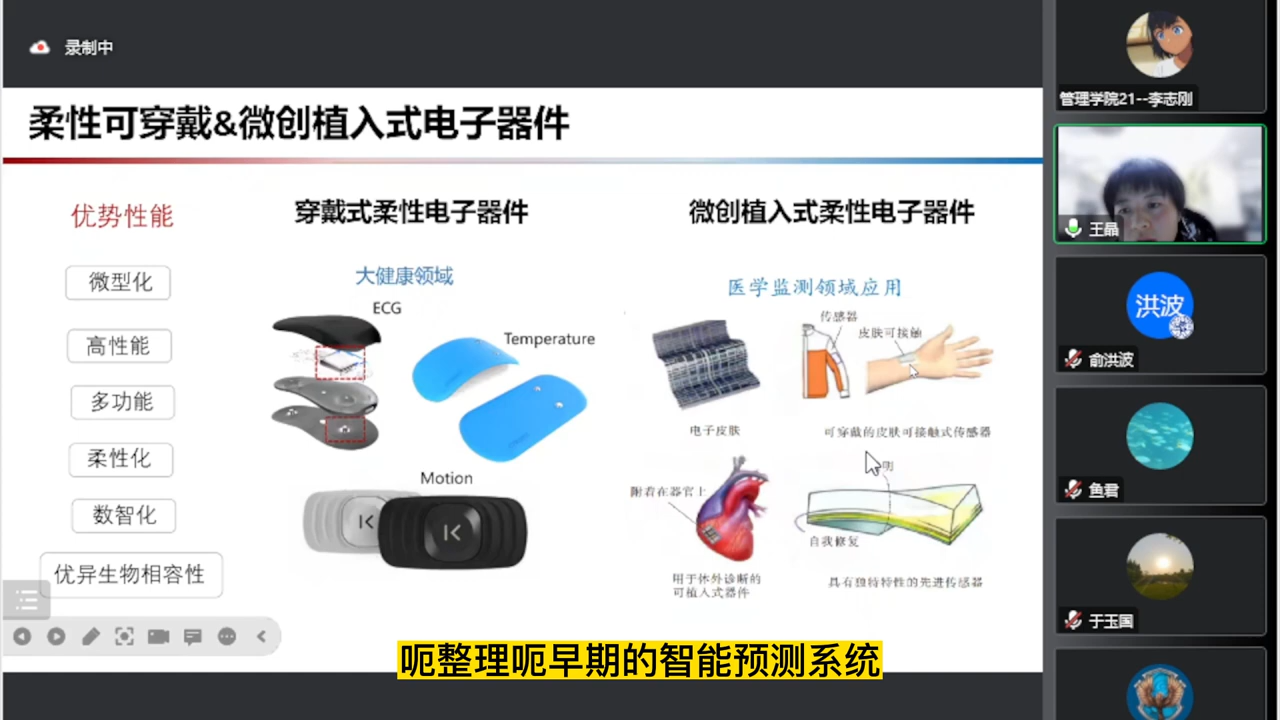 录制中
柔性可穿戴&微创植入式电子器件
优势性能
微型化
高性能
多功能
柔性化
数智化
优异生物相容性
穿戴式柔性电子器件
大健康领域
ECG
Temperature
Motion
微创植入式柔性电子器件
医学监测领域应用
传感器
皮肤可接触
电子皮肤
可穿戴的皮肤可接触式传感器
附着在器官上
明
自我修复
用于体外诊断的
可植入式器件
具有独特特性的先进传感器
呃整理呃早期的智能预测系统
管理学院21--李志刚
王晶
洪波
俞洪波
鱼君
于玉国